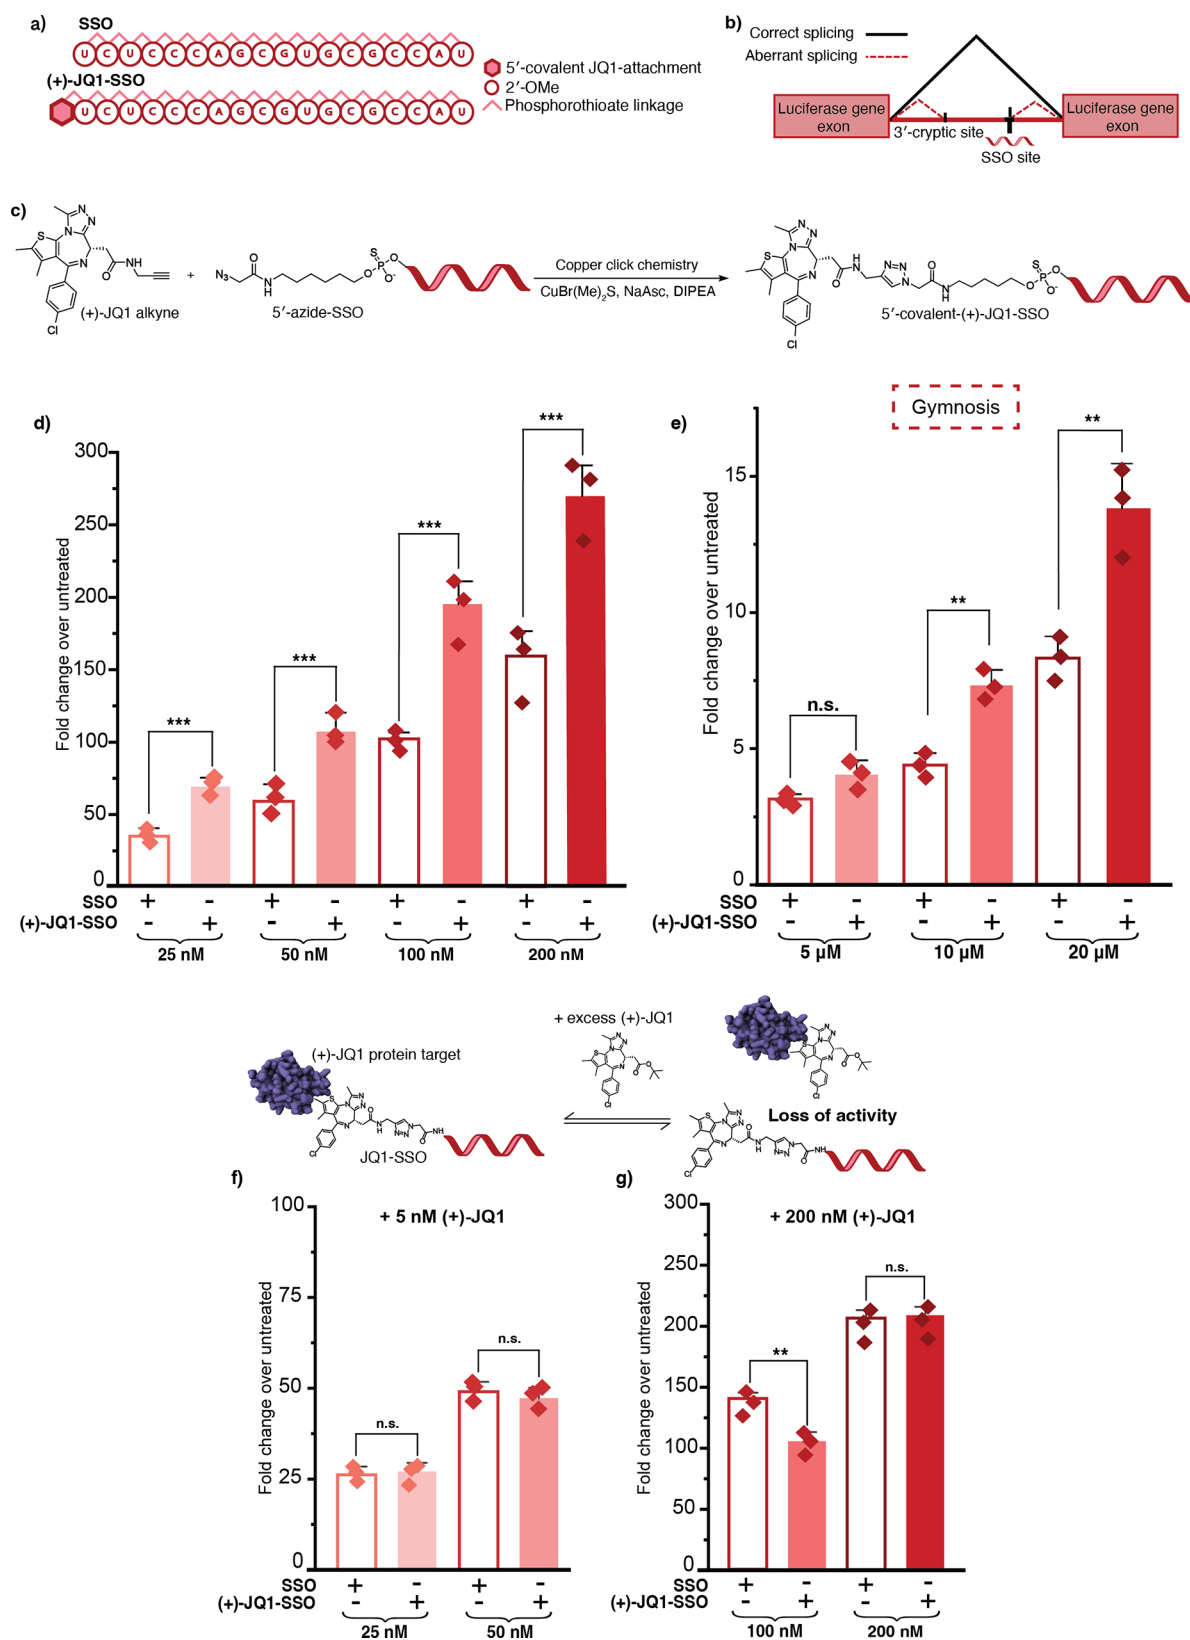 a)
SSO
U C U C C C A G C G U G C G C C A U
(+)-JQ1-SSO
U C U C C C A G C G U G C G C C A U
5′-covalent JQ1-attachment
2′-OMe
Phosphorothioate linkage
b)
Correct splicing
Aberrant splicing
Luciferase gene
exon
3′-cryptic site
SSO site
Luciferase gene
exon
c)
(+)-JQ1 alkyne
+
5′-azide-SSO
Copper click chemistry
CuBr(Me)2S, NaAsc, DIPEA
5′-covalent-(+)-JQ1-SSO
d)
Fold change over untreated
300
250
200
150
100
50
0
***
***
***
***
SSO + - + - + - + -
(+)-JQ1-SSO - + - + - + - +
25 nM 50 nM 100 nM 200 nM
Gymnosis
e)
Fold change over untreated
15
10
5
0
n.s.
**
**
SSO + - + - + -
(+)-JQ1-SSO - + - + - +
5 µM 10 µM 20 µM
(+)-JQ1 protein target
JQ1-SSO
+ excess (+)-JQ1
Loss of activity
f)
+ 5 nM (+)-JQ1
Fold change over untreated
100
75
50
25
0
n.s.
n.s.
SSO + - + -
(+)-JQ1-SSO - + - +
25 nM 50 nM
g)
+ 200 nM (+)-JQ1
Fold change over untreated
300
250
200
150
100
50
0
**
n.s.
SSO + - + -
(+)-JQ1-SSO - + - +
100 nM 200 nM